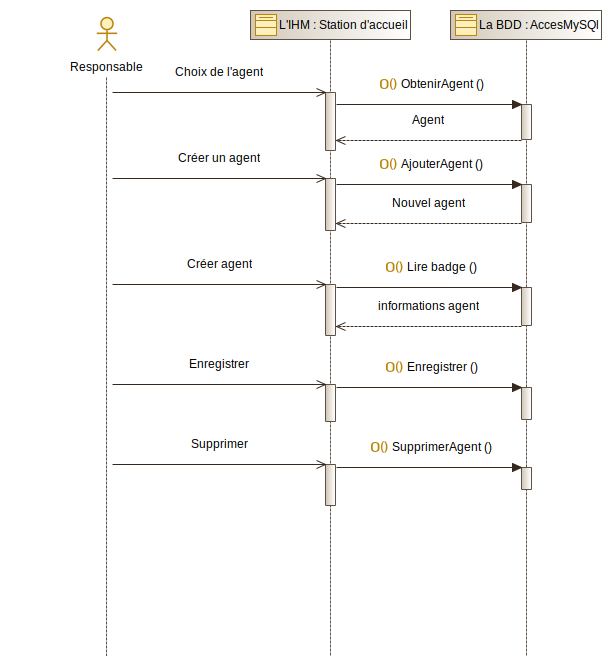 L'IHM : Station d'accueil
La BDD : AccesMySQl
Responsable
Choix de l'agent
O() ObtenirAgent ()
Agent
Créer un agent
O() AjouterAgent ()
Nouvel agent
Créer agent
O() Lire badge ()
informations agent
Enregistrer
O() Enregistrer ()
Supprimer
O() SupprimerAgent ()